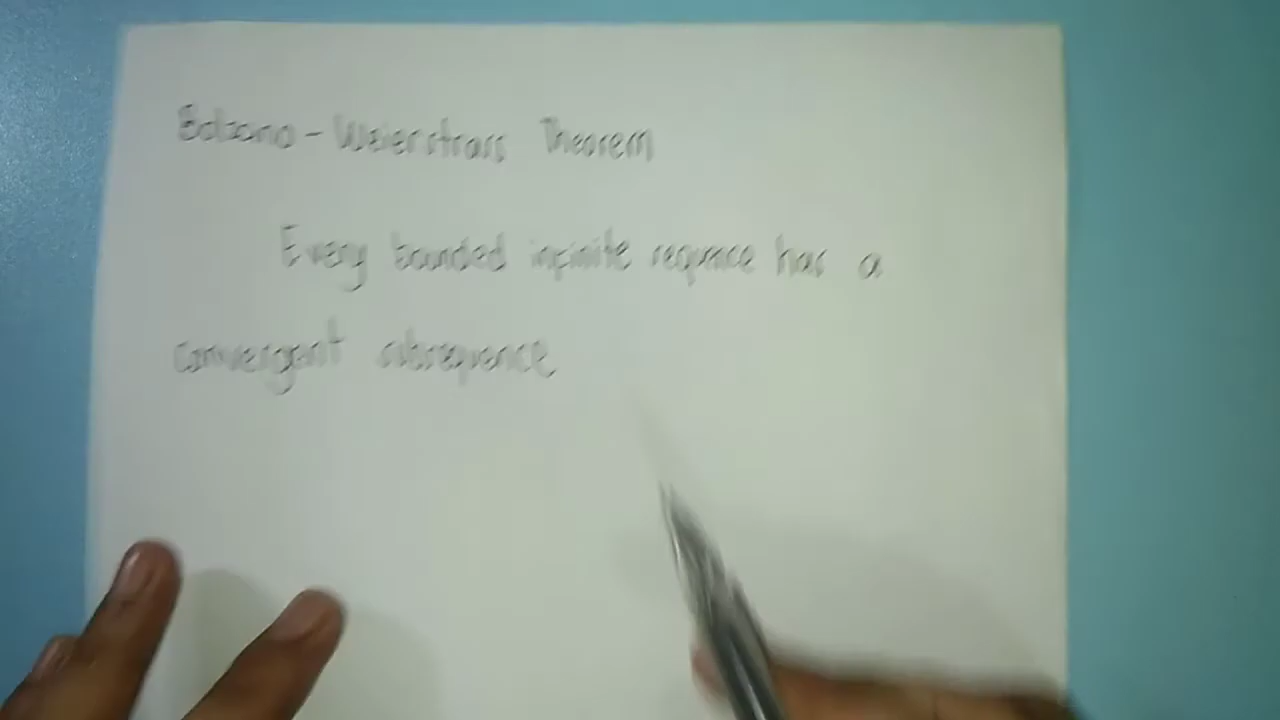 Bolzano - Weierstrass Theorem
Every bounded infinite sequence has a
convergent subsequence